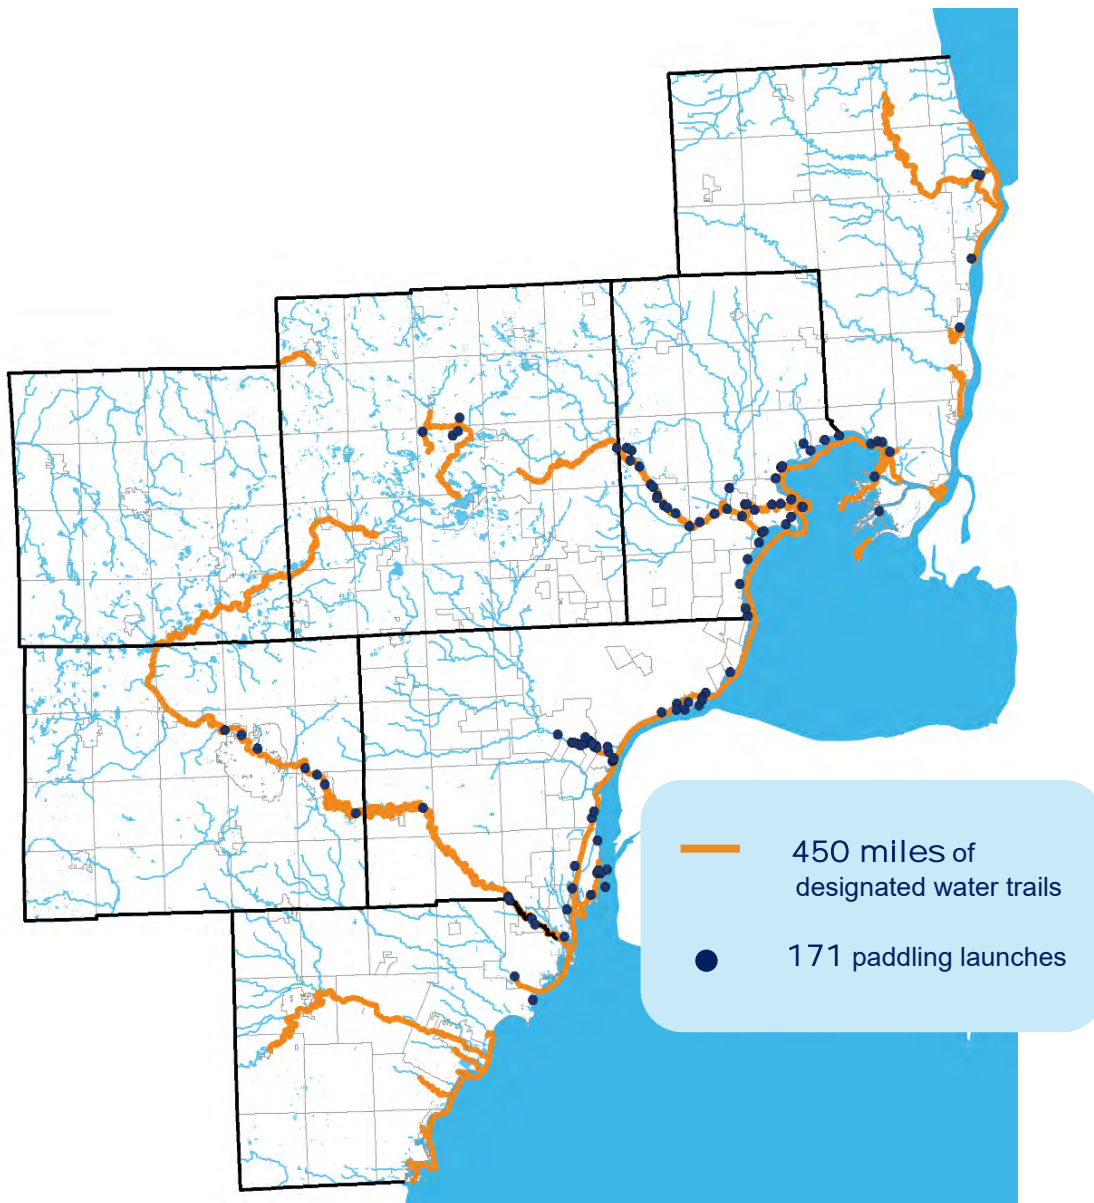 450 miles of
designated water trails
171 paddling launches